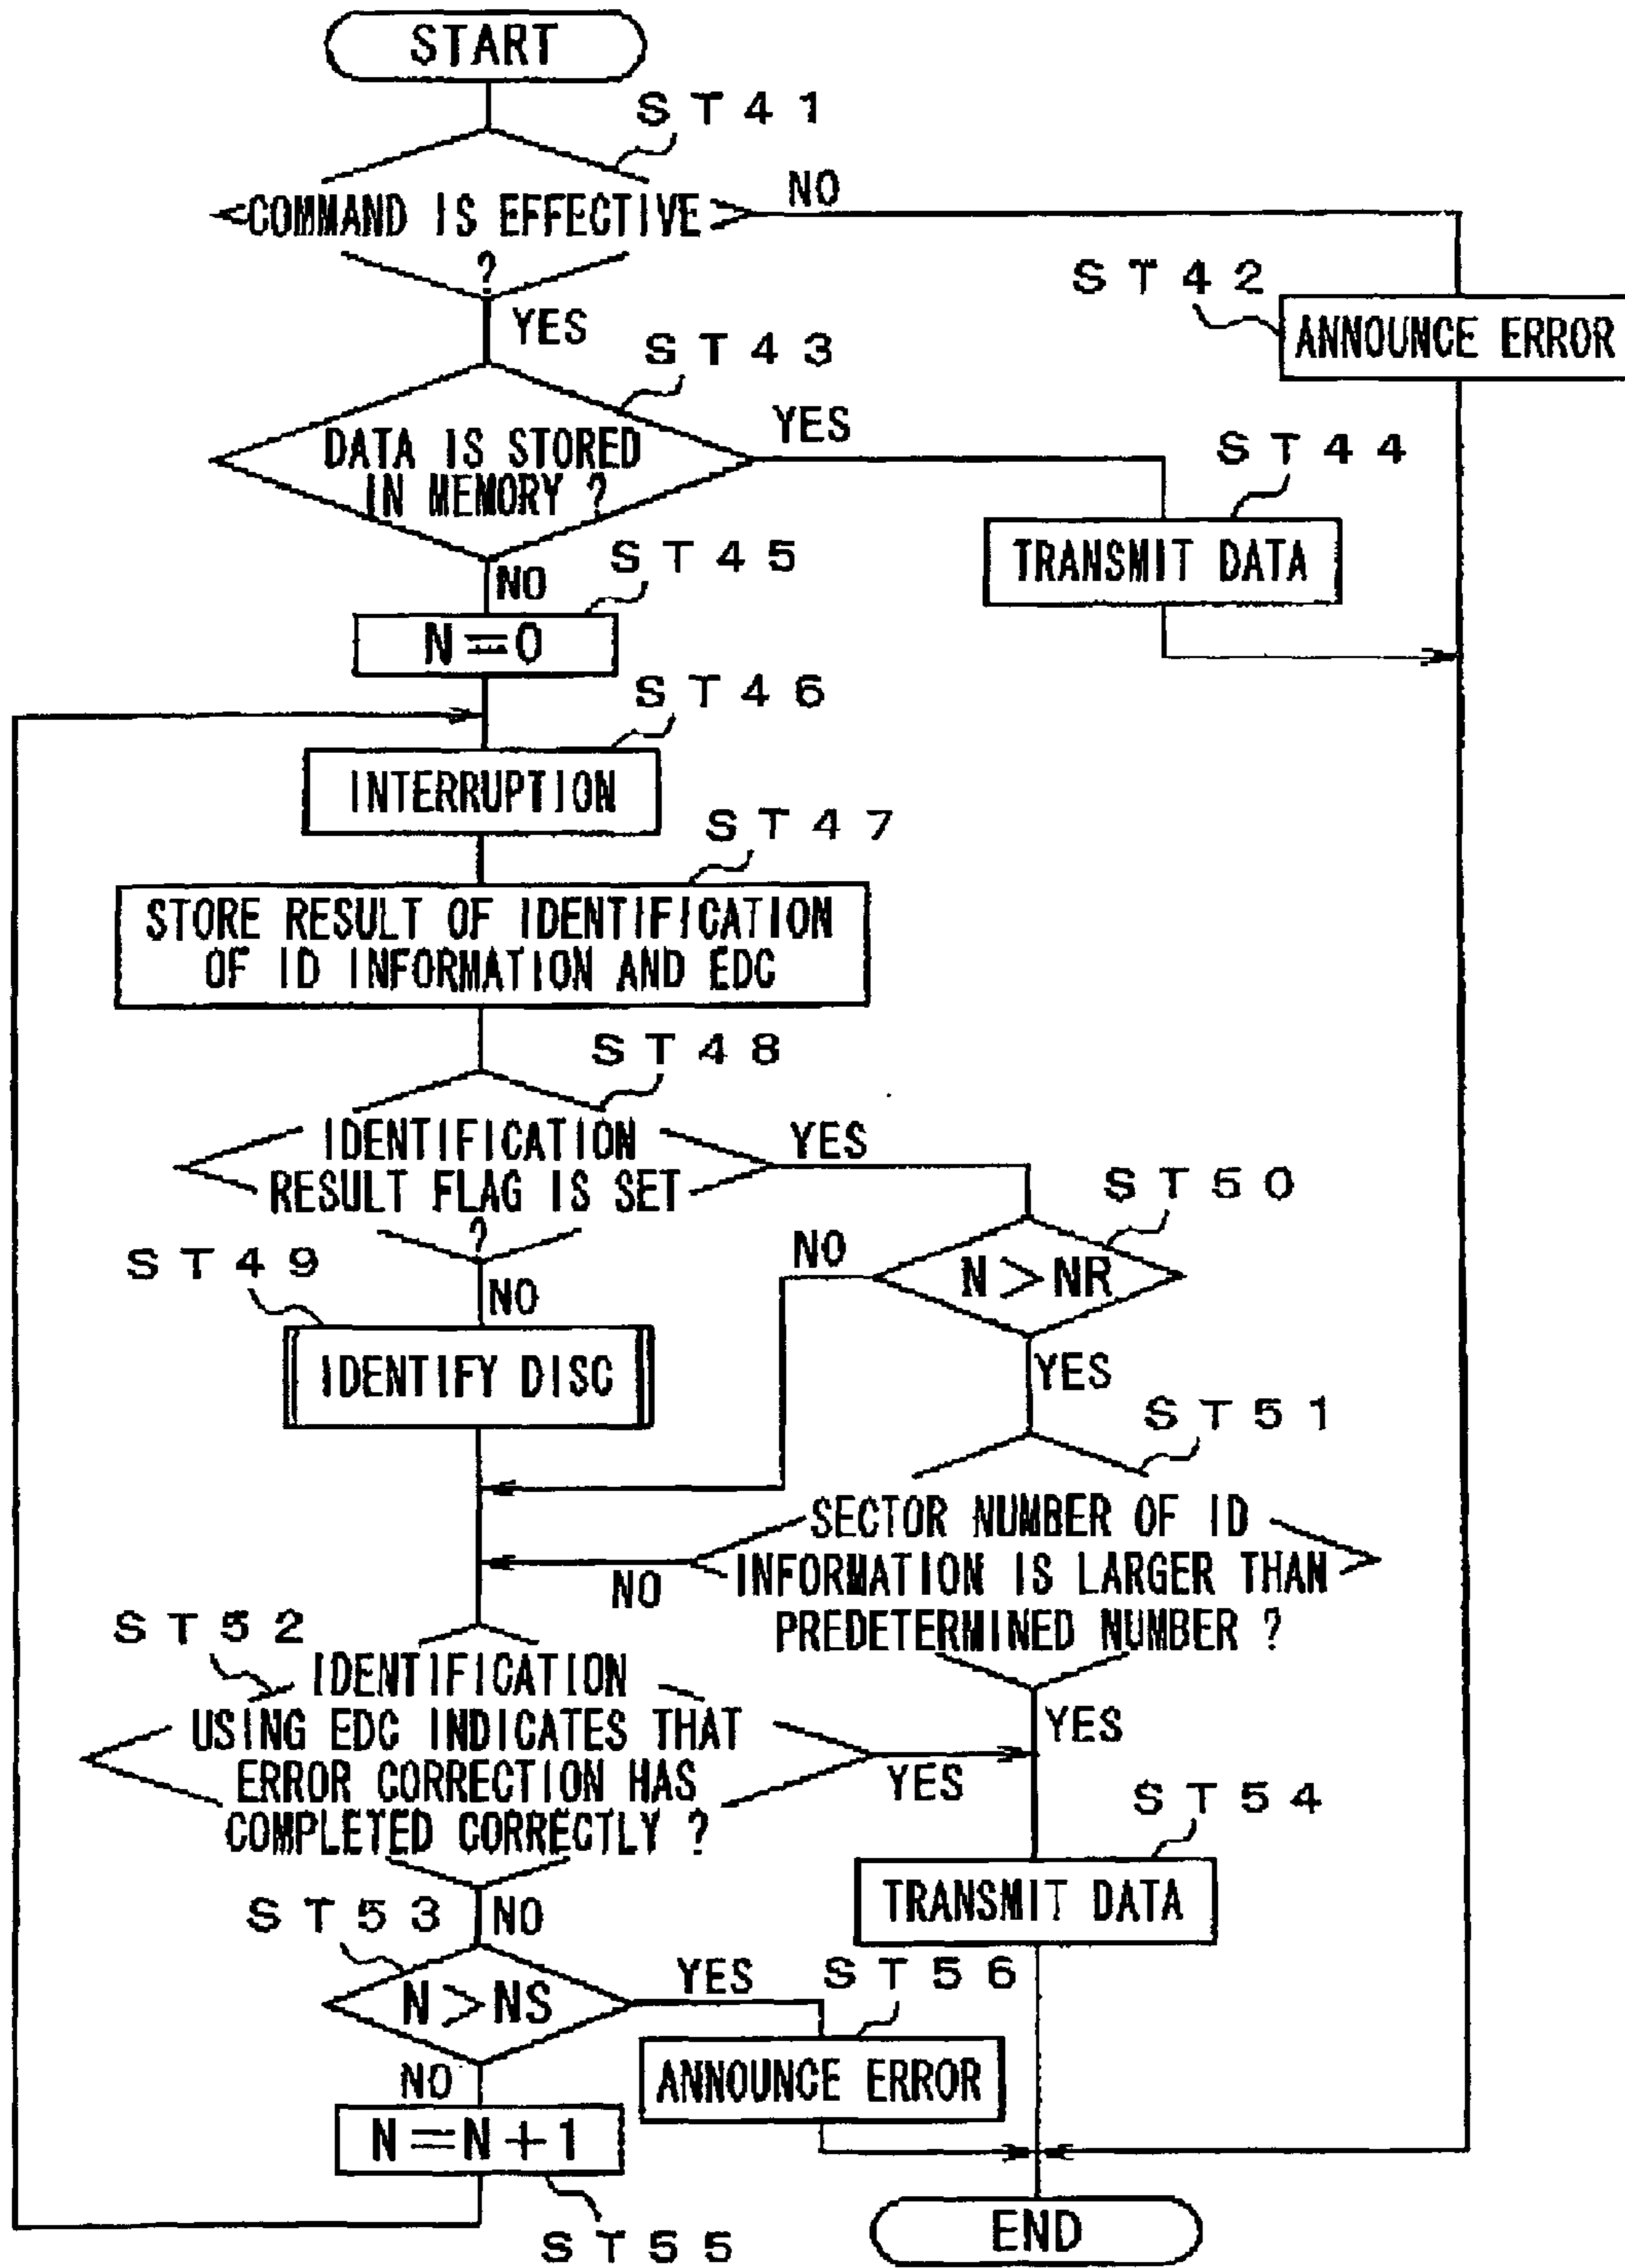 START
ST41
COMMAND IS EFFECTIVE
?
NO
YES
ST42
ANNOUNCE ERROR
ST43
DATA IS STORED
IN MEMORY ?
YES
ST44
TRANSMIT DATA
NO
ST45
N=0
ST46
INTERRUPTION
ST47
STORE RESULT OF IDENTIFICATION
OF ID INFORMATION AND EDC
ST48
IDENTIFICATION
RESULT FLAG IS SET
?
YES
NO
ST49
IDENTIFY DISC
ST50
N>NR
NO
YES
ST51
SECTOR NUMBER OF ID
INFORMATION IS LARGER THAN
PREDETERMINED NUMBER ?
NO
YES
ST52
IDENTIFICATION
USING EDC INDICATES THAT
ERROR CORRECTION HAS
COMPLETED CORRECTLY ?
YES
NO
ST54
TRANSMIT DATA
ST53
N>NS
YES
ST56
ANNOUNCE ERROR
NO
N=N+1
ST55
END